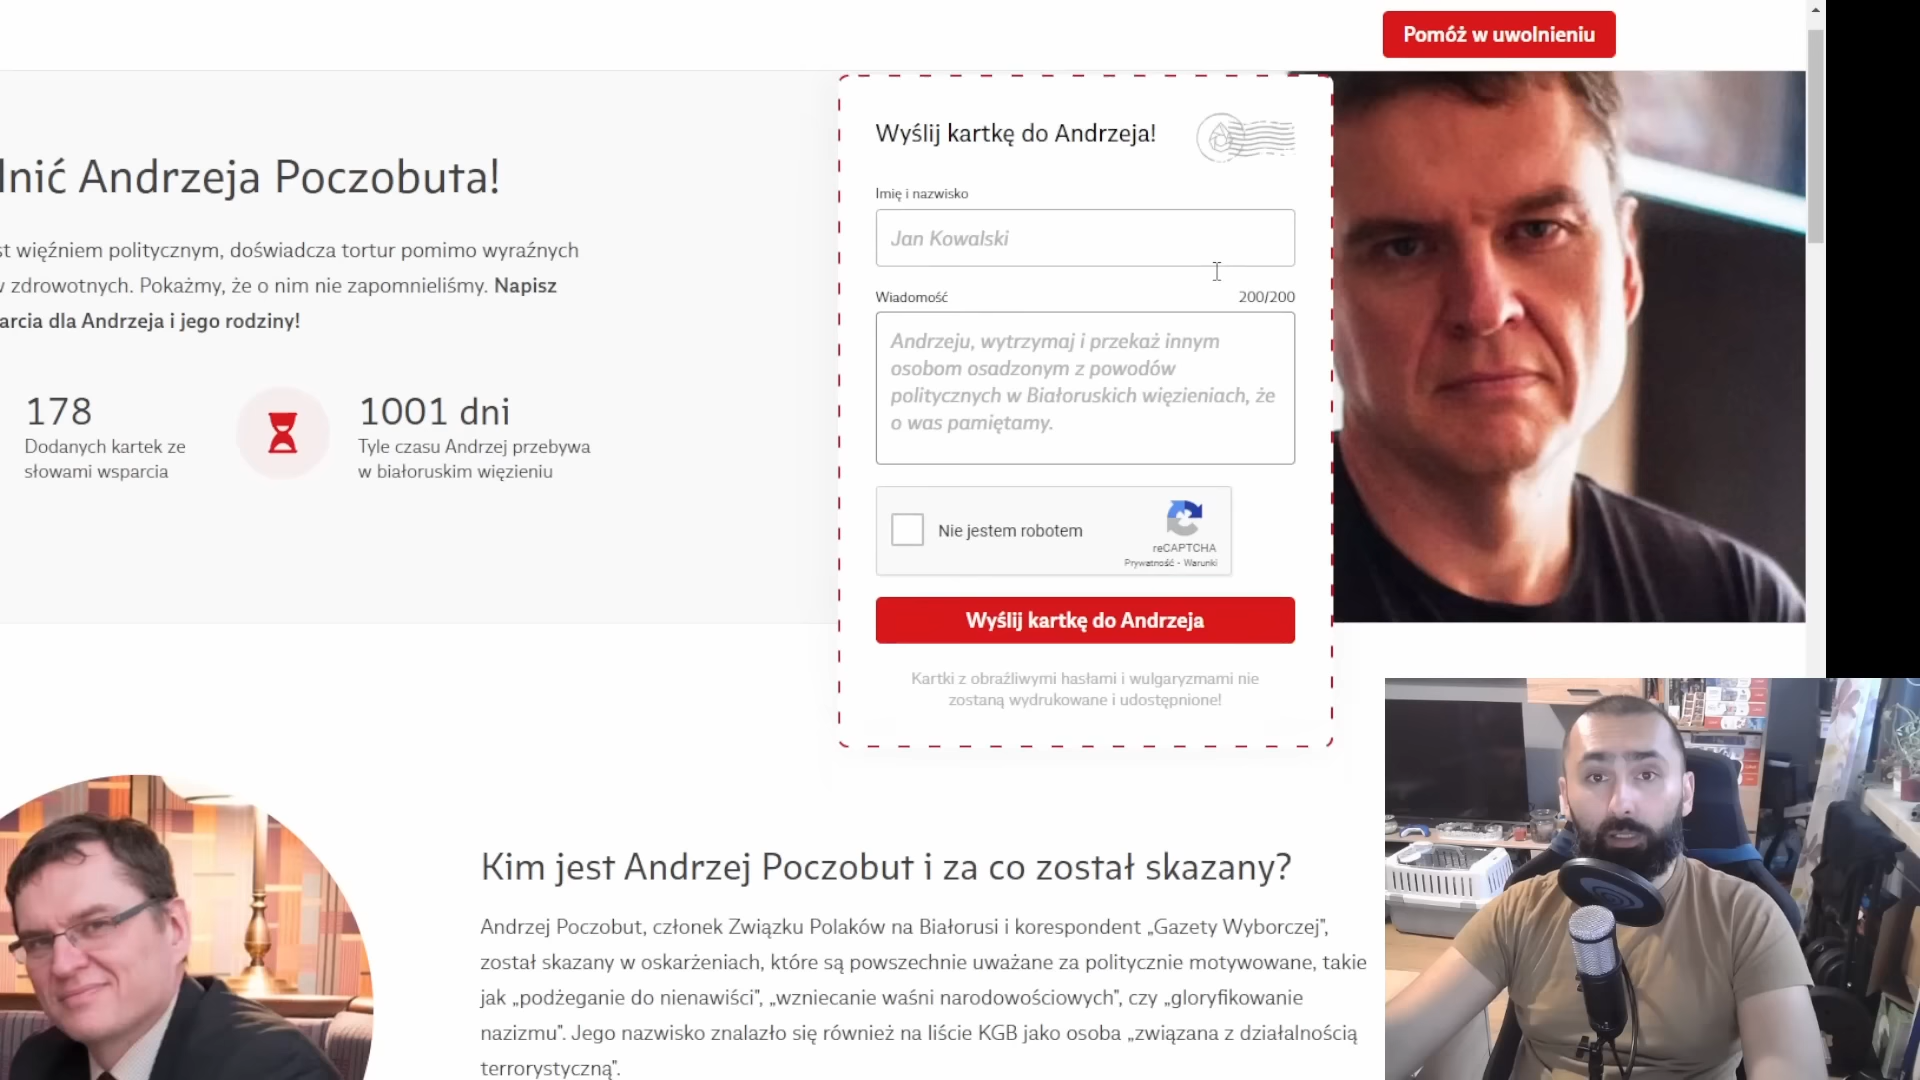 Pomóż w uwolnieniu
lnić Andrzeja Poczobuta!
st więźniem politycznym, doświadcza tortur pomimo wyraźnych
zdrowotnych. Pokażmy, że o nim nie zapomnieliśmy. Napisz
arcia dla Andrzeja i jego rodziny!
178
Dodanych kartek ze
słowami wsparcia
1001 dni
Tyle czasu Andrzej przebywa
w białoruskim więzieniu
Wyślij kartkę do Andrzeja!
Imię i nazwisko
Jan Kowalski
Wiadomość 200/200
Andrzeju, wytrzymaj i przekaż innym
osobom osadzonym z powodów
politycznych w Białoruskich więzieniach, że
o was pamiętamy.
Nie jestem robotem
reCAPTCHA
Prywatność - Warunki
Wyślij kartkę do Andrzeja
Kartki z obraźliwymi hasłami i wulgaryzmami nie
zostaną wydrukowane i udostępnione!
Kim jest Andrzej Poczobut i za co został skazany?
Andrzej Poczobut, członek Związku Polaków na Białorusi i korespondent „Gazety Wyborczej”,
został skazany w oskarżeniach, które są powszechnie uważane za politycznie motywowane, takie
jak „podżeganie do nienawiści”, „wzniecanie waśni narodowościowych”, czy „gloryfikowanie
nazizmu”. Jego nazwisko znalazło się również na liście KGB jako osoba „związana z działalnością
terrorystyczną”.